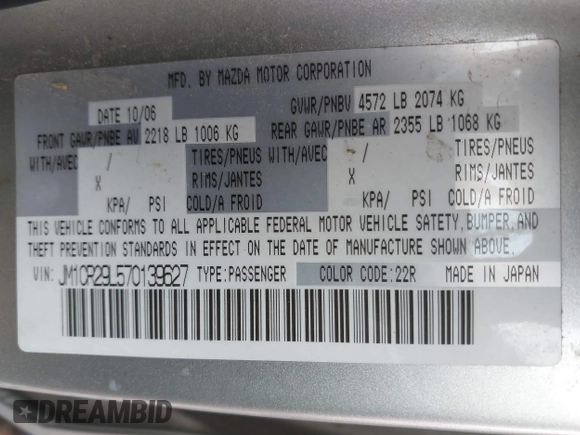 MFD. BY MAZDA MOTOR CORPORATION
DATE 10/06 GVWR/PNBV 4572 LB 2074 KG
FRONT GAWR/PNBE AV 2218 LB 1006 KG REAR GAWR/PNBE AR 2355 LB 1068 KG
WITH/AVEC / TIRES/PNEUS WITH/AVEC / TIRES/PNEUS
X RIMS/JANTES X RIMS/JANTES
KPA/ PSI COLD/A FROID KPA/ PSI COLD/A FROID
THIS VEHICLE CONFORMS TO ALL APPLICABLE FEDERAL MOTOR VEHICLE SAFETY, BUMPER, AND
THEFT PREVENTION STANDARDS IN EFFECT ON THE DATE OF MANUFACTURE SHOWN ABOVE.
VIN: JM1CR29L570139627 TYPE:PASSENGER COLOR CODE:22R MADE IN JAPAN
DREAMBID